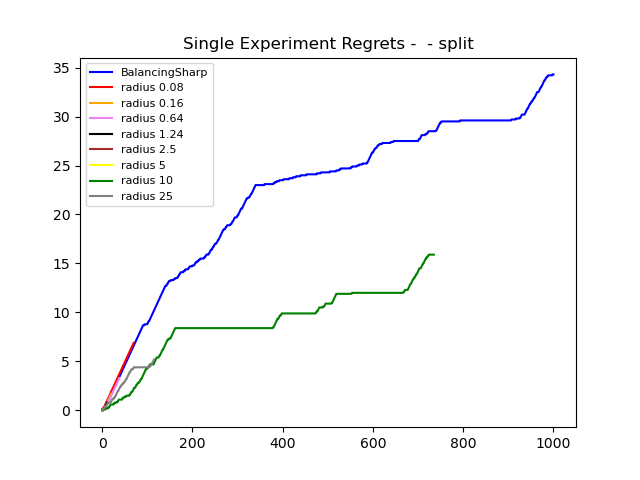 Single Experiment Regrets -  - split
BalancingSharp
radius 0.08
radius 0.16
radius 0.64
radius 1.24
radius 2.5
radius 5
radius 10
radius 25
35
30
25
20
15
10
5
0
0 200 400 600 800 1000